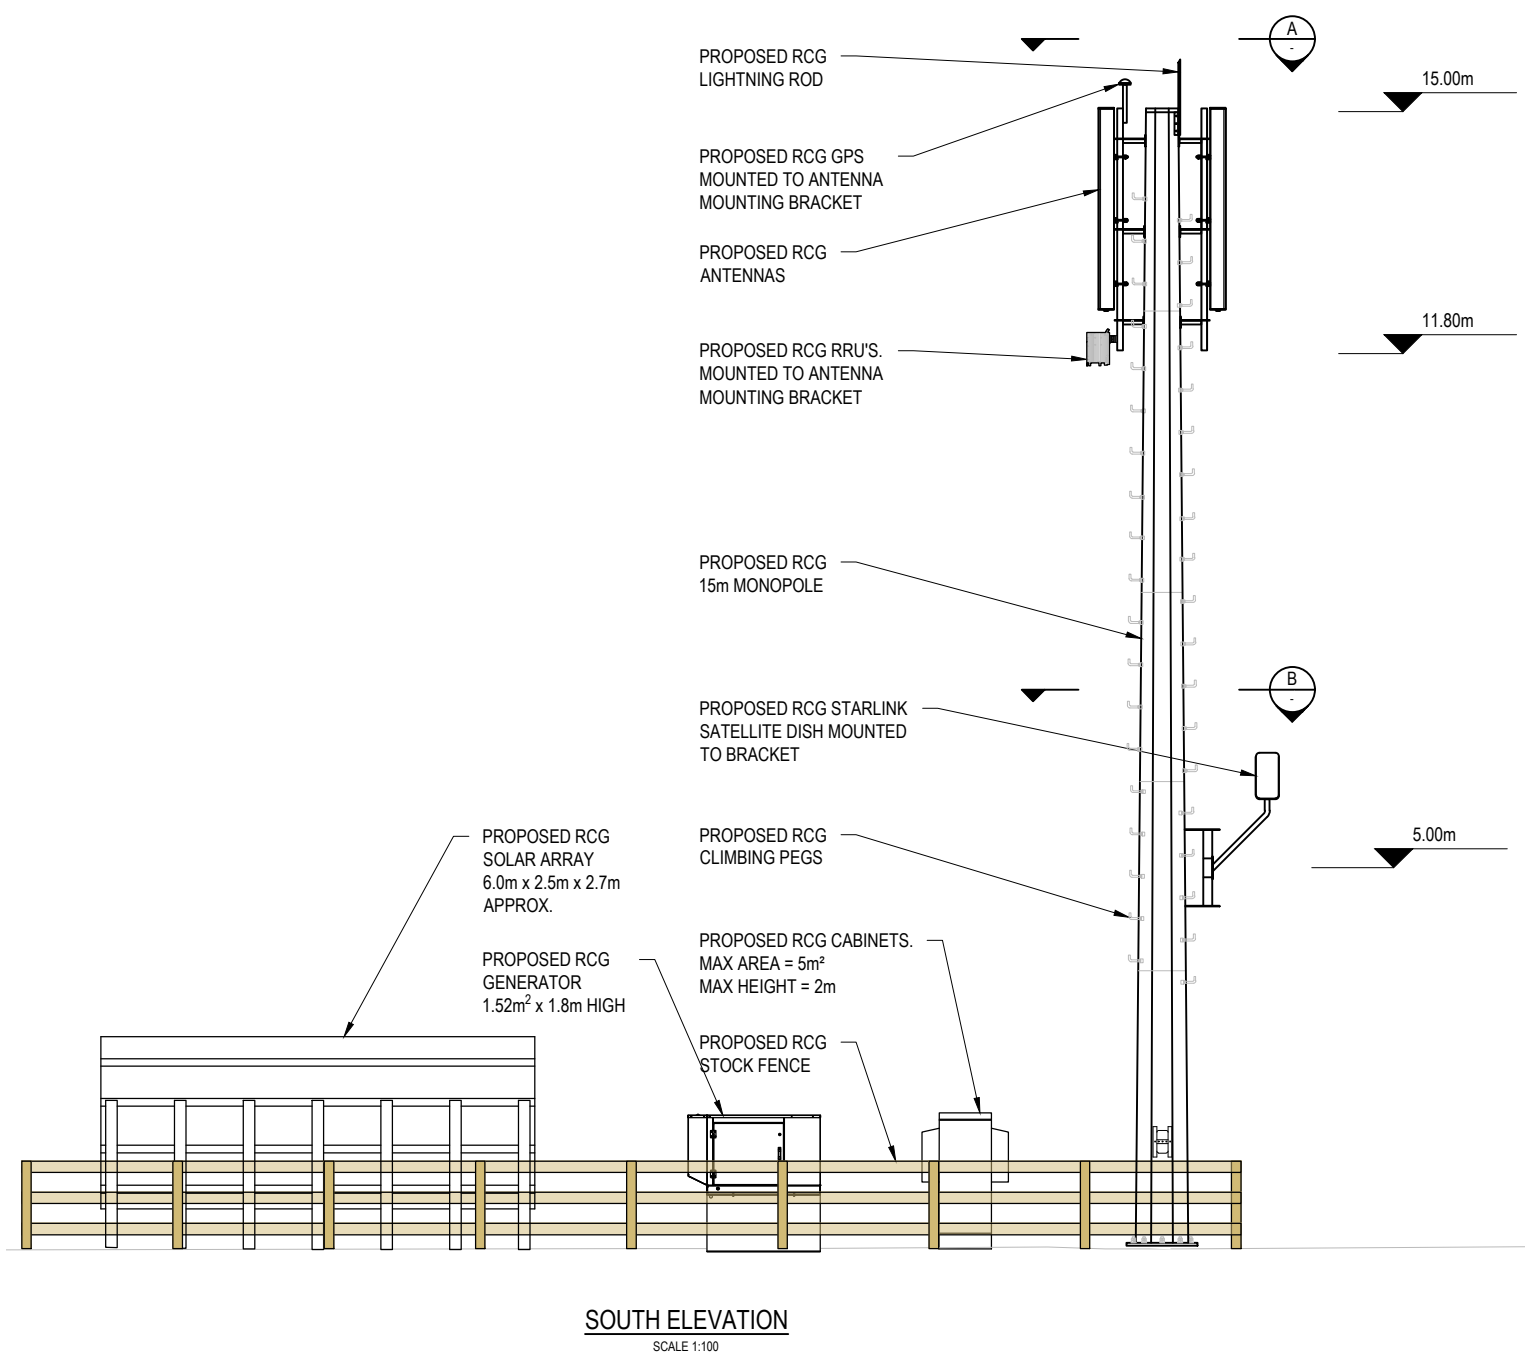 PROPOSED RCG
LIGHTNING ROD
A
-
15.00m
PROPOSED RCG GPS
MOUNTED TO ANTENNA
MOUNTING BRACKET
PROPOSED RCG
ANTENNAS
11.80m
PROPOSED RCG RRU'S.
MOUNTED TO ANTENNA
MOUNTING BRACKET
PROPOSED RCG
15m MONOPOLE
B
-
PROPOSED RCG STARLINK
SATELLITE DISH MOUNTED
TO BRACKET
5.00m
PROPOSED RCG
SOLAR ARRAY
6.0m x 2.5m x 2.7m
APPROX.
PROPOSED RCG
CLIMBING PEGS
PROPOSED RCG
GENERATOR
1.52m² x 1.8m HIGH
PROPOSED RCG CABINETS.
MAX AREA = 5m²
MAX HEIGHT = 2m
PROPOSED RCG
STOCK FENCE
SOUTH ELEVATION
SCALE 1:100